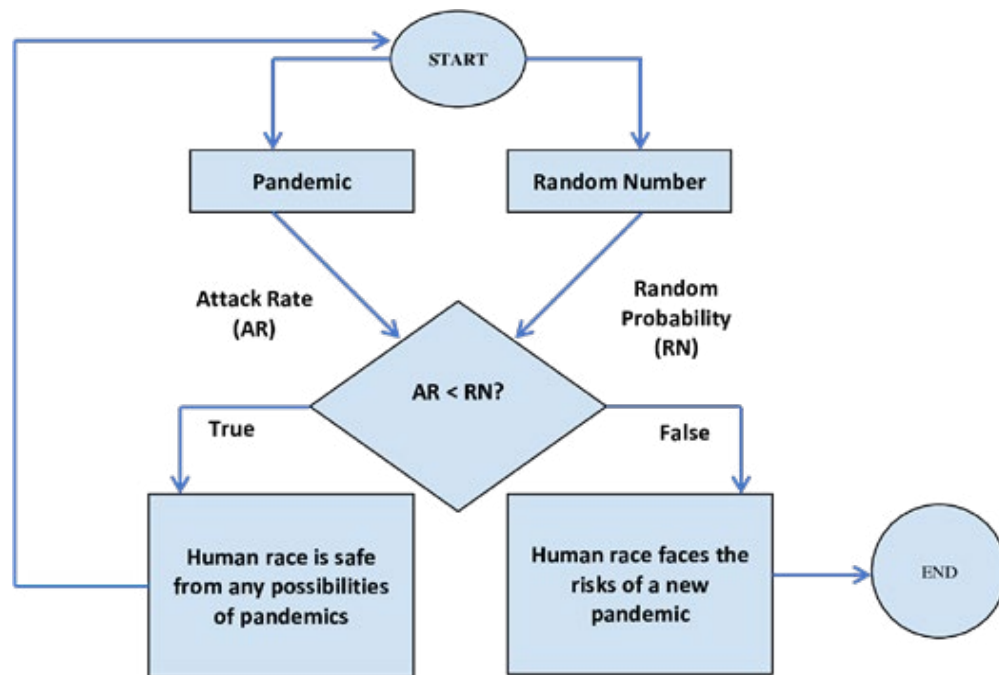 START
Pandemic
Random Number
Attack Rate
(AR)
Random
Probability
(RN)
AR < RN?
True
False
Human race is safe
from any possibilities
of pandemics
Human race faces the
risks of a new
pandemic
END